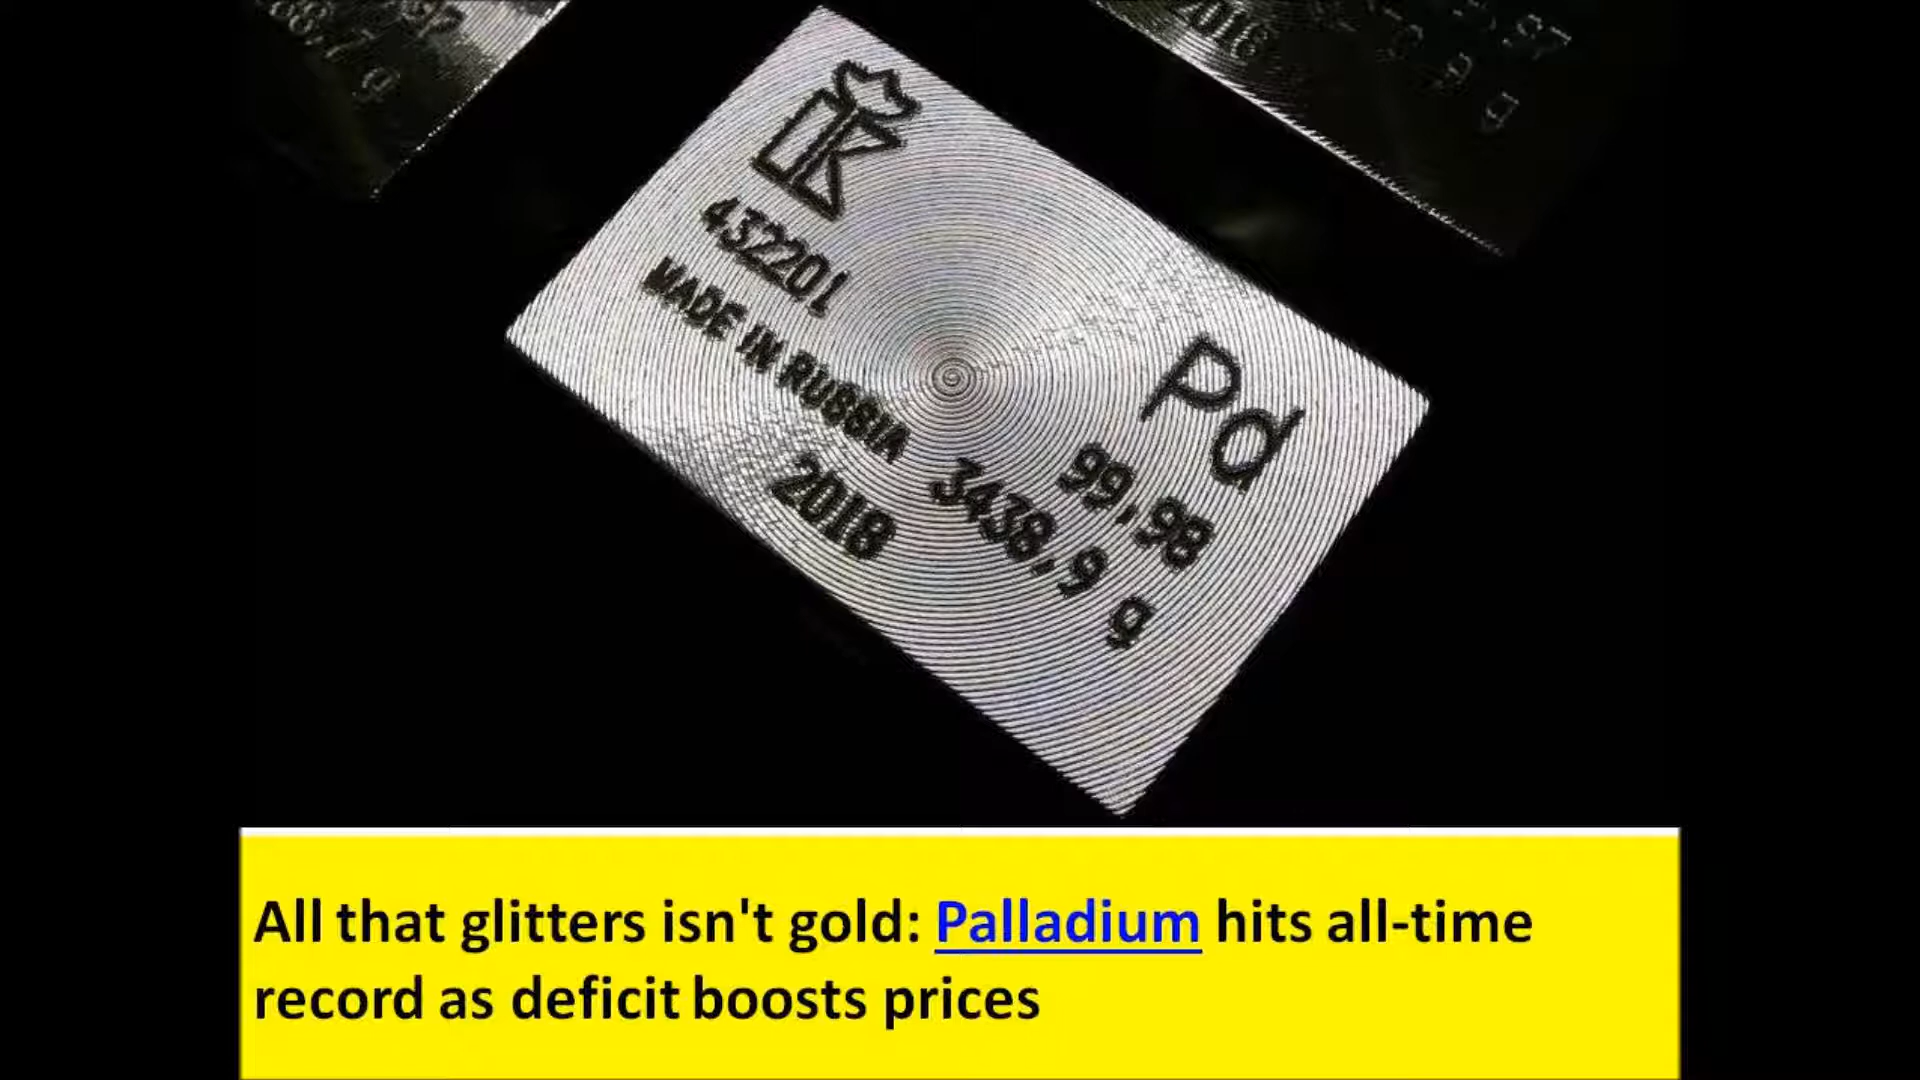 2018
432201
MADE IN RUSSIA
2018
Pd
99,98
3438,9 g
All that glitters isn't gold: Palladium hits all-time
record as deficit boosts prices